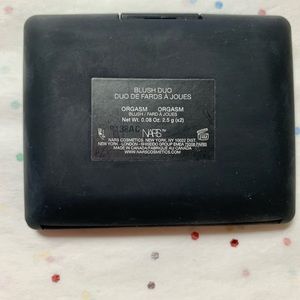 BLUSH DUO
DUO DE FARDS À JOUES
ORGASM ORGASM
BLUSH / FARD À JOUES
Net Wt. 0.08 Oz. 2.5 g (x2)
NARS™
NARS COSMETICS, NEW YORK, NY 10022 DIST.
NEW YORK - LONDON - SHISEIDO GROUP EMEA 75008 PARIS
MADE IN CANADA/FABRIQUÉ AU CANADA
WWW.NARSCOSMETICS.COM